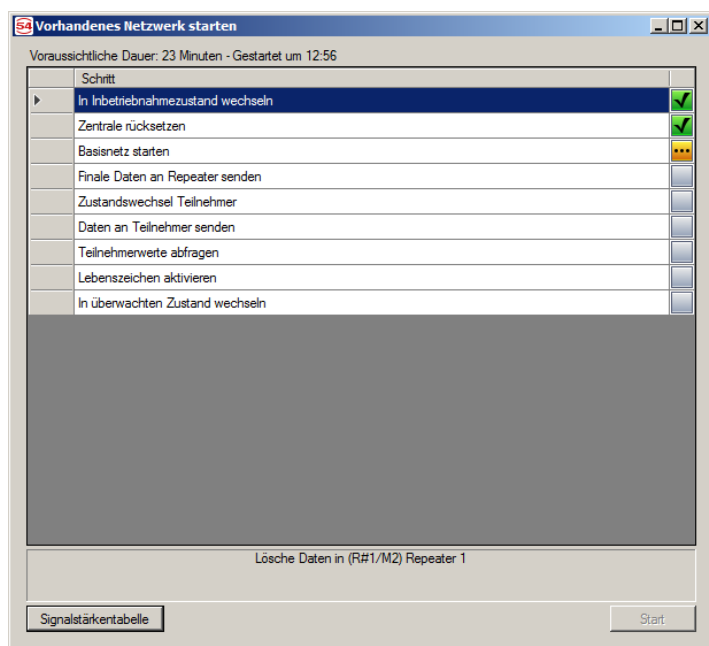 54 Vorhandenes Netzwerk starten
Voraussichtliche Dauer: 23 Minuten - Gestartet um 12:56
Schritt
In Inbetriebnahmezustand wechseln
Zentrale rücksetzen
Basisnetz starten
Finale Daten an Repeater senden
Zustandswechsel Teilnehmer
Daten an Teilnehmer senden
Teilnehmerwerte abfragen
Lebenszeichen aktivieren
In überwachten Zustand wechseln
Lösche Daten in (R#1/M2) Repeater 1
Signalstärkentabelle
Start